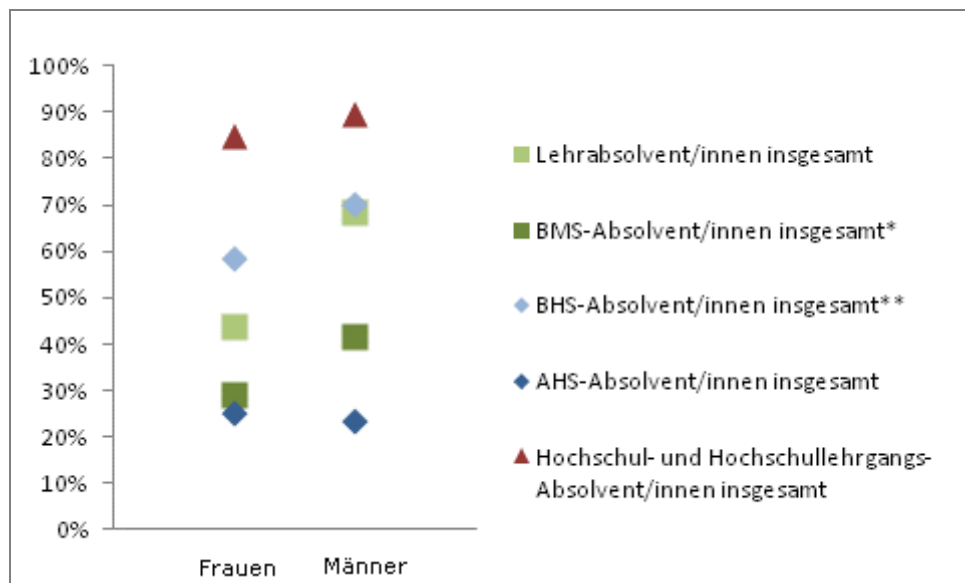 100%
90%
80%
70%
60%
50%
40%
30%
20%
10%
0%
Frauen
Männer
Lehrabsolvent/innen insgesamt
BMS-Absolvent/innen insgesamt*
BHS-Absolvent/innen insgesamt**
AHS-Absolvent/innen insgesamt
Hochschul- und Hochschullehrgangs-
Absolvent/innen insgesamt